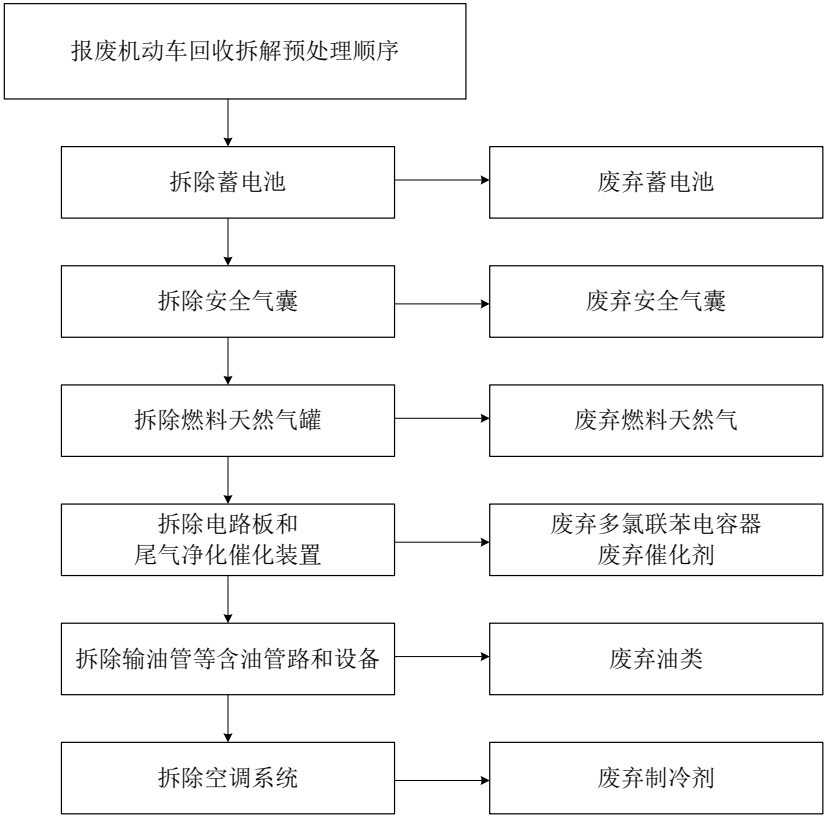 报废机动车回收拆解预处理顺序
拆除蓄电池
废弃蓄电池
拆除安全气囊
废弃安全气囊
拆除燃料天然气罐
废弃燃料天然气
拆除电路板和
尾气净化催化装置
废弃多氯联苯电容器
废弃催化剂
拆除输油管等含油管路和设备
废弃油类
拆除空调系统
废弃制冷剂